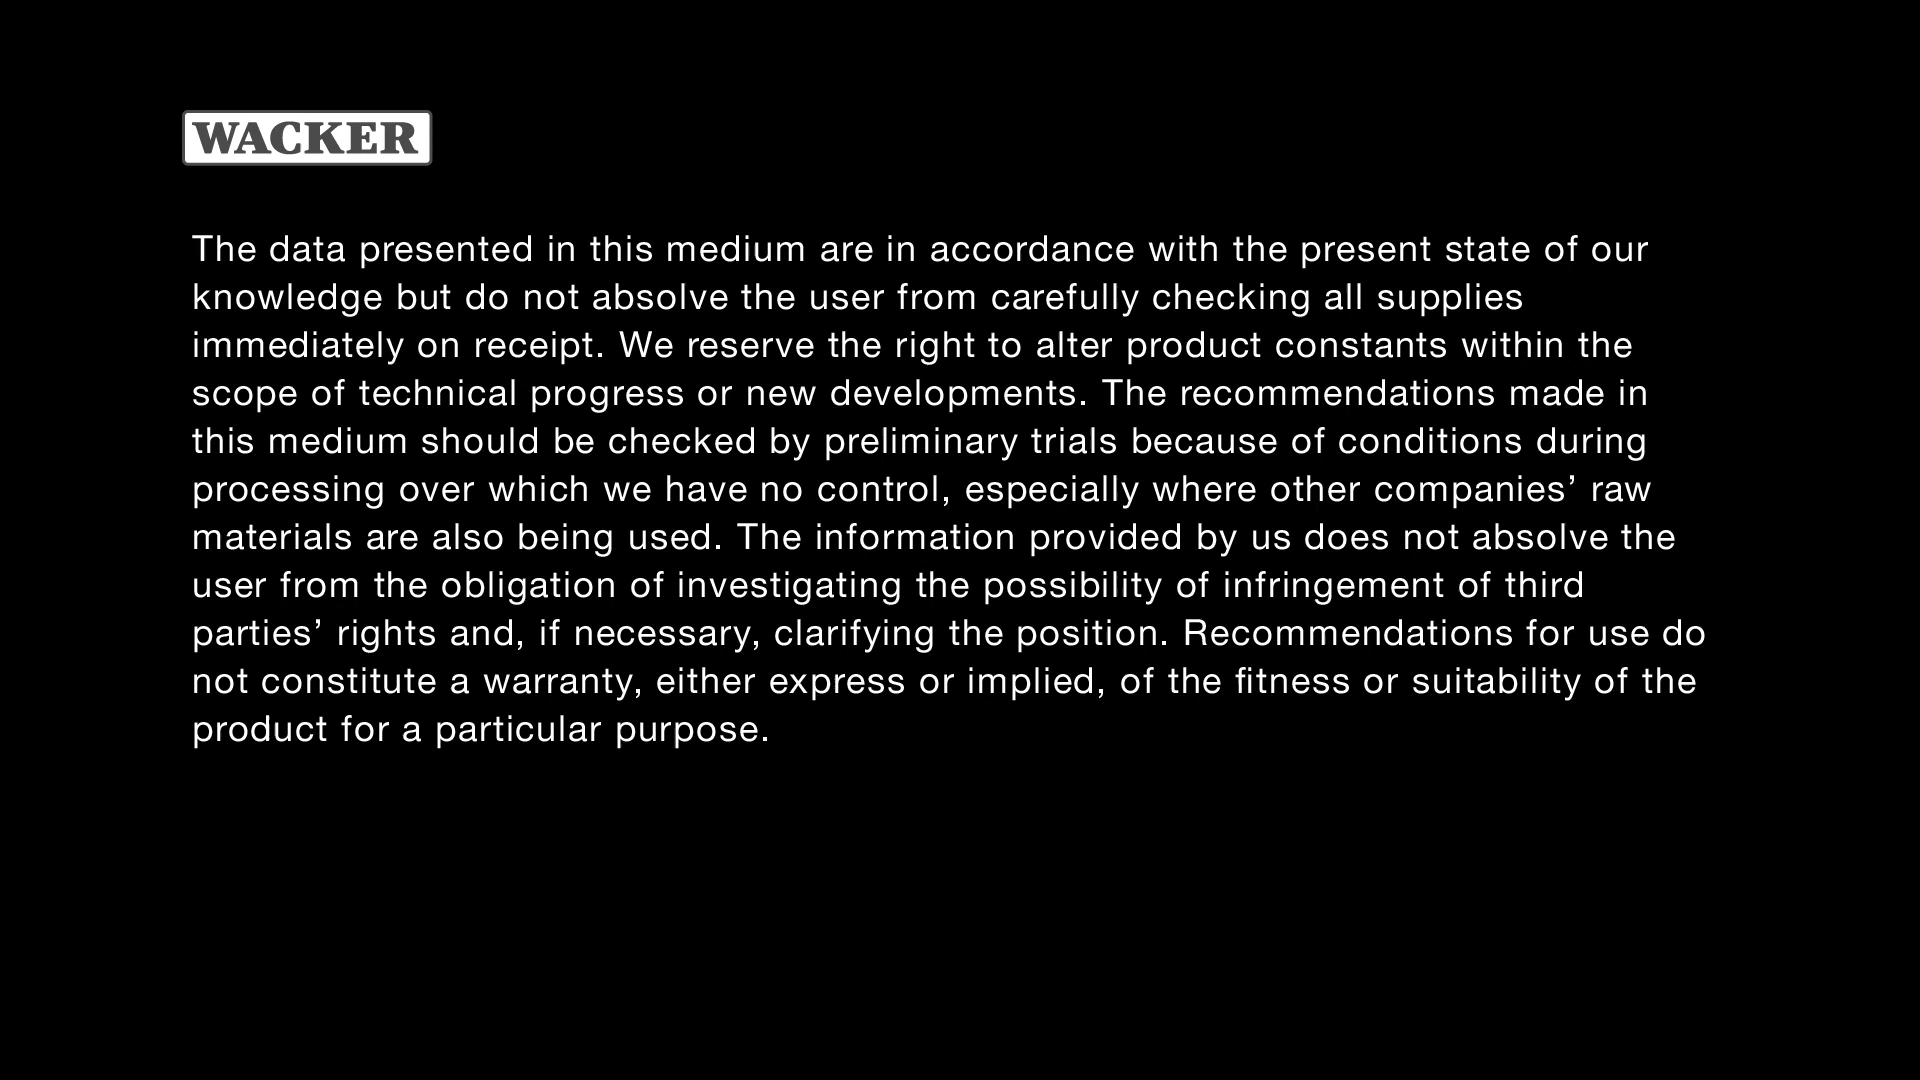 WACKER
The data presented in this medium are in accordance with the present state of our
knowledge but do not absolve the user from carefully checking all supplies
immediately on receipt. We reserve the right to alter product constants within the
scope of technical progress or new developments. The recommendations made in
this medium should be checked by preliminary trials because of conditions during
processing over which we have no control, especially where other companies’ raw
materials are also being used. The information provided by us does not absolve the
user from the obligation of investigating the possibility of infringement of third
parties’ rights and, if necessary, clarifying the position. Recommendations for use do
not constitute a warranty, either express or implied, of the fitness or suitability of the
product for a particular purpose.